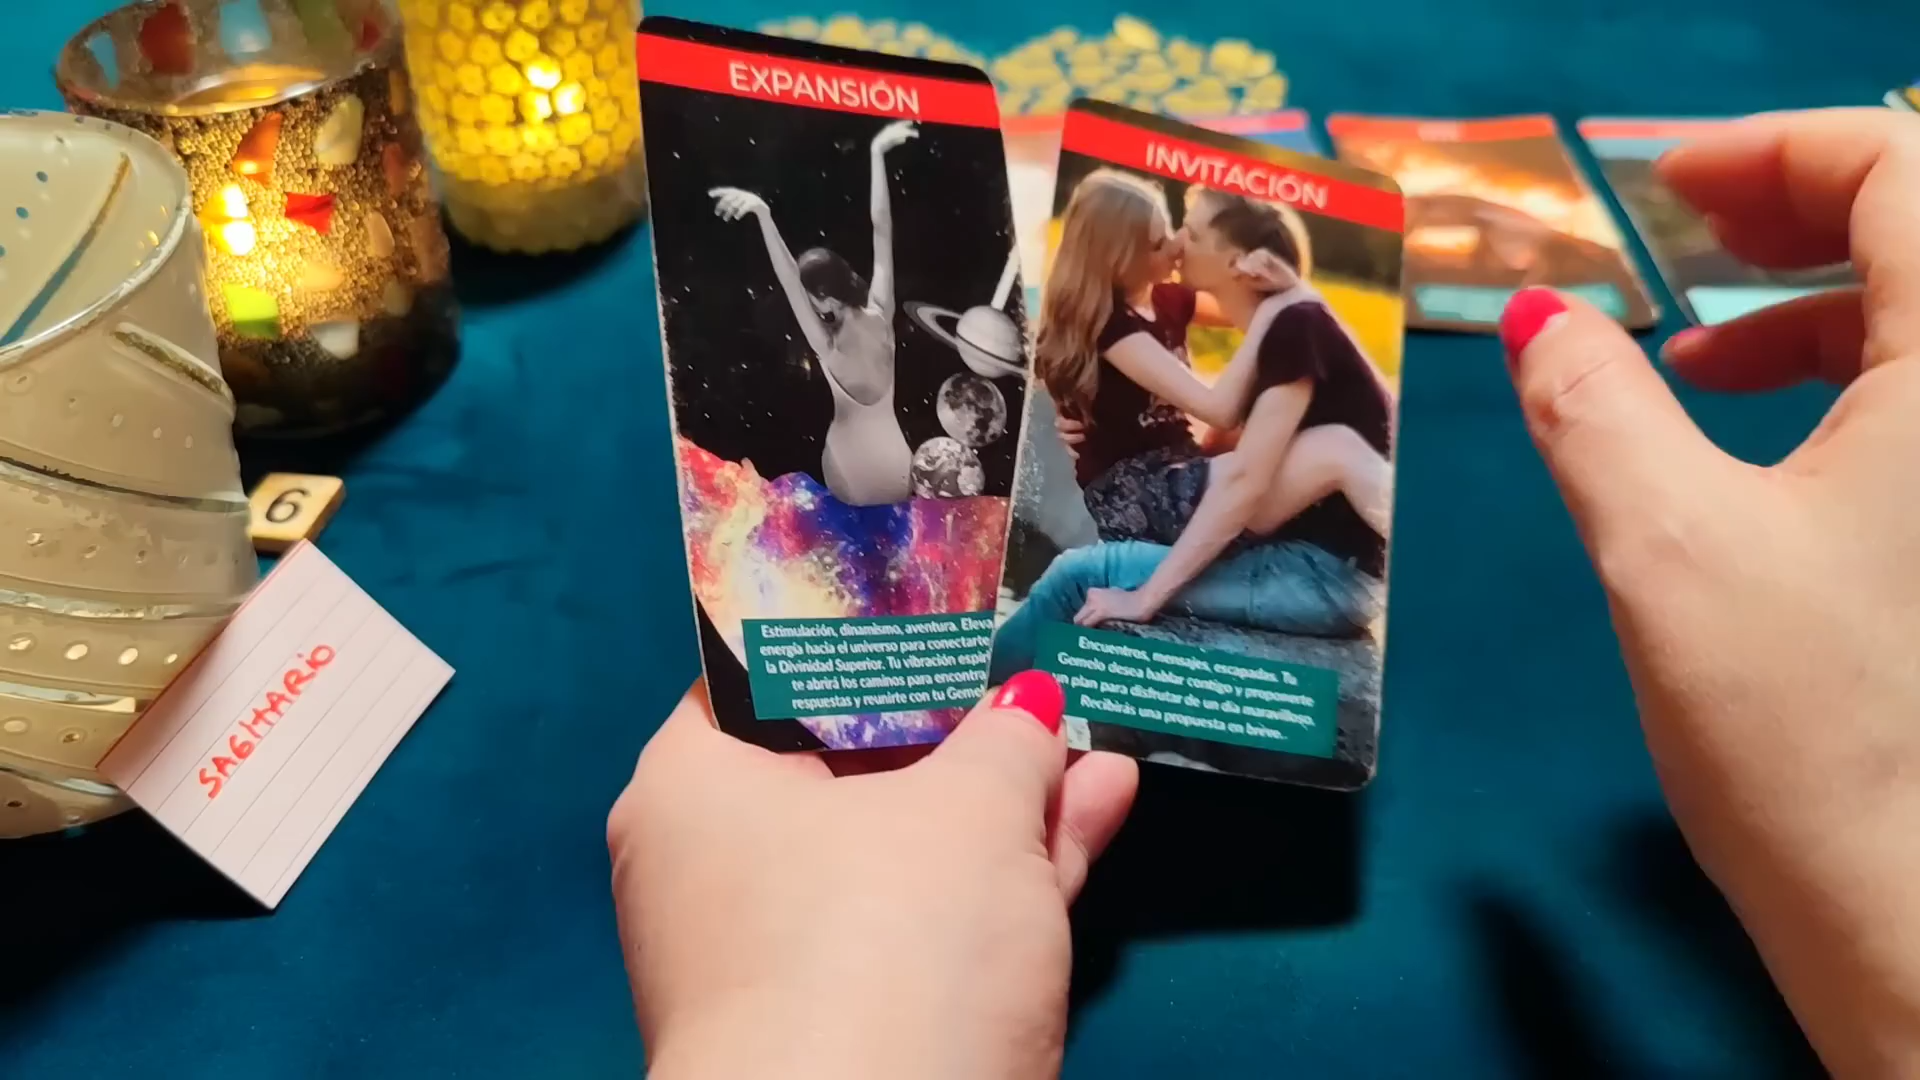 EXPANSIÓN
Estimulación, dinamismo, aventura. Eleva
energía hacia el universo para conectarte
la Divinidad Superior. Tu vibración espiri
te abrirá los caminos para encontra
respuestas y reunirte con tu Gemel
INVITACIÓN
Encuentros, mensajes, escapadas. Tu
Gemelo desea hablar contigo y proponerte
un plan para disfrutar de un día maravilloso.
Recibirás una propuesta en breve..
6
SAGITARIO